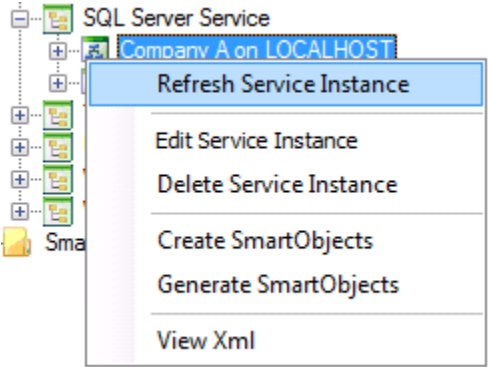 SQL Server Service
Company A on LOCALHOST
Refresh Service Instance
Edit Service Instance
Delete Service Instance
Create SmartObjects
Sma
Generate SmartObjects
View Xml